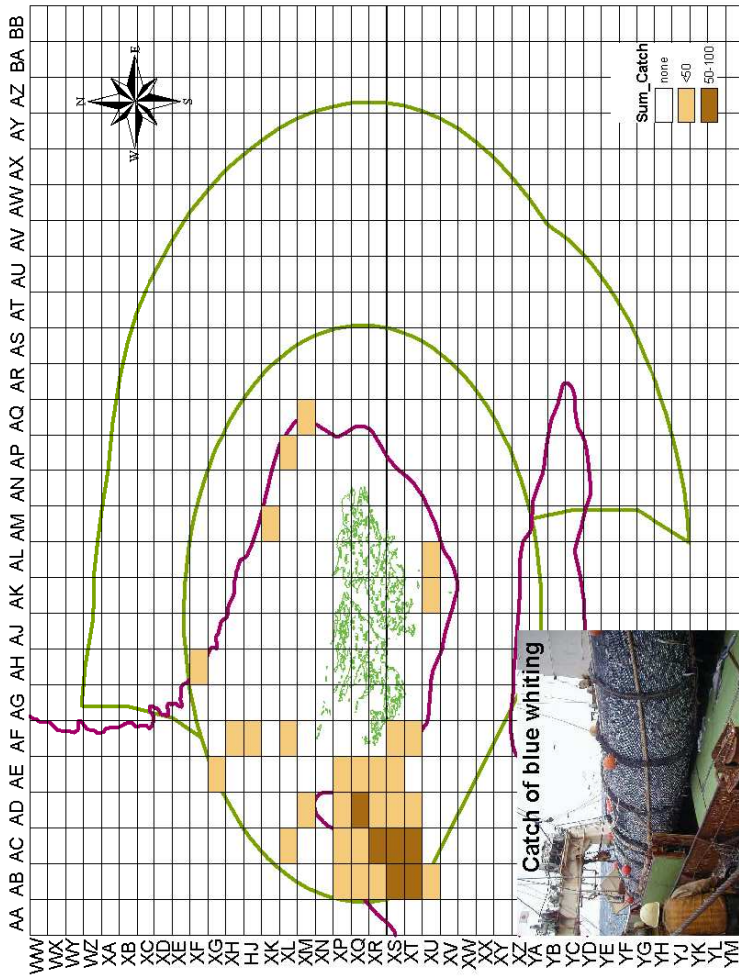 AA AB AC AD AE AF AG AH AJ AK AL AM AN AP AQ AR AS AT AU AV AW AX AY AZ BA BB
WW
WX
WY
WZ
XA
XB
XC
XD
XE
XF
XG
XH
HJ
XK
XL
XM
XN
XP
XQ
XR
XS
XT
XU
XV
XW
XX
XY
XZ
YA
YB
YC
YD
YE
YF
YG
YH
YJ
YK
YL
YM
N
W E
S
Sum_Catch
none
<50
50-100
Catch of blue whiting